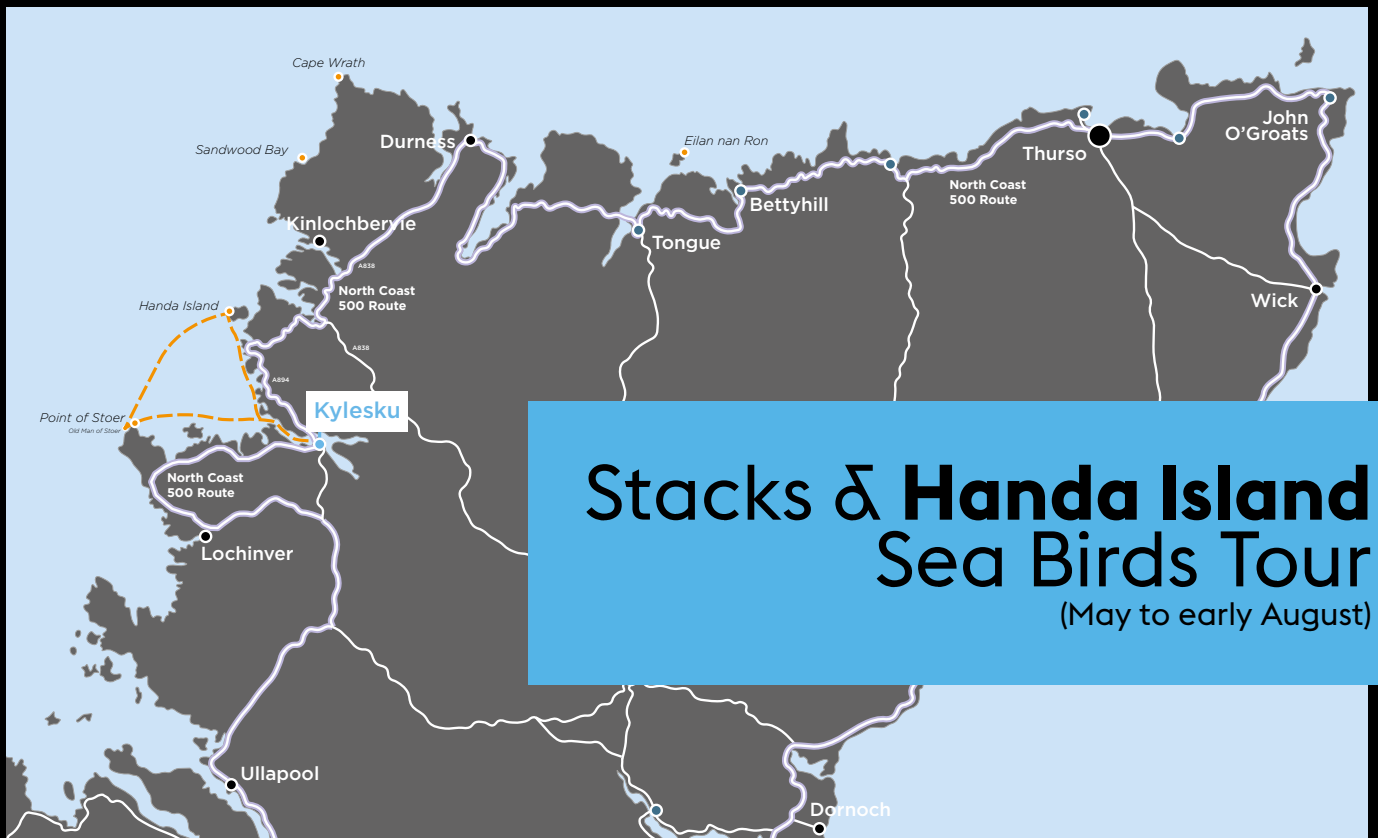 Cape Wrath
Durness
Sandwood Bay
Eilan nan Ron
John
O'Groats
Thurso
North Coast
500 Route
Bettyhill
Kinlochbervie
Tongue
A838
North Coast
500 Route
Wick
Handa Island
A838
A894
Kylesku
Point of Stoer
Old Man of Stoer
North Coast
500 Route
Lochinver
Stacks & Handa Island
Sea Birds Tour
(May to early August)
Ullapool
Dornoch